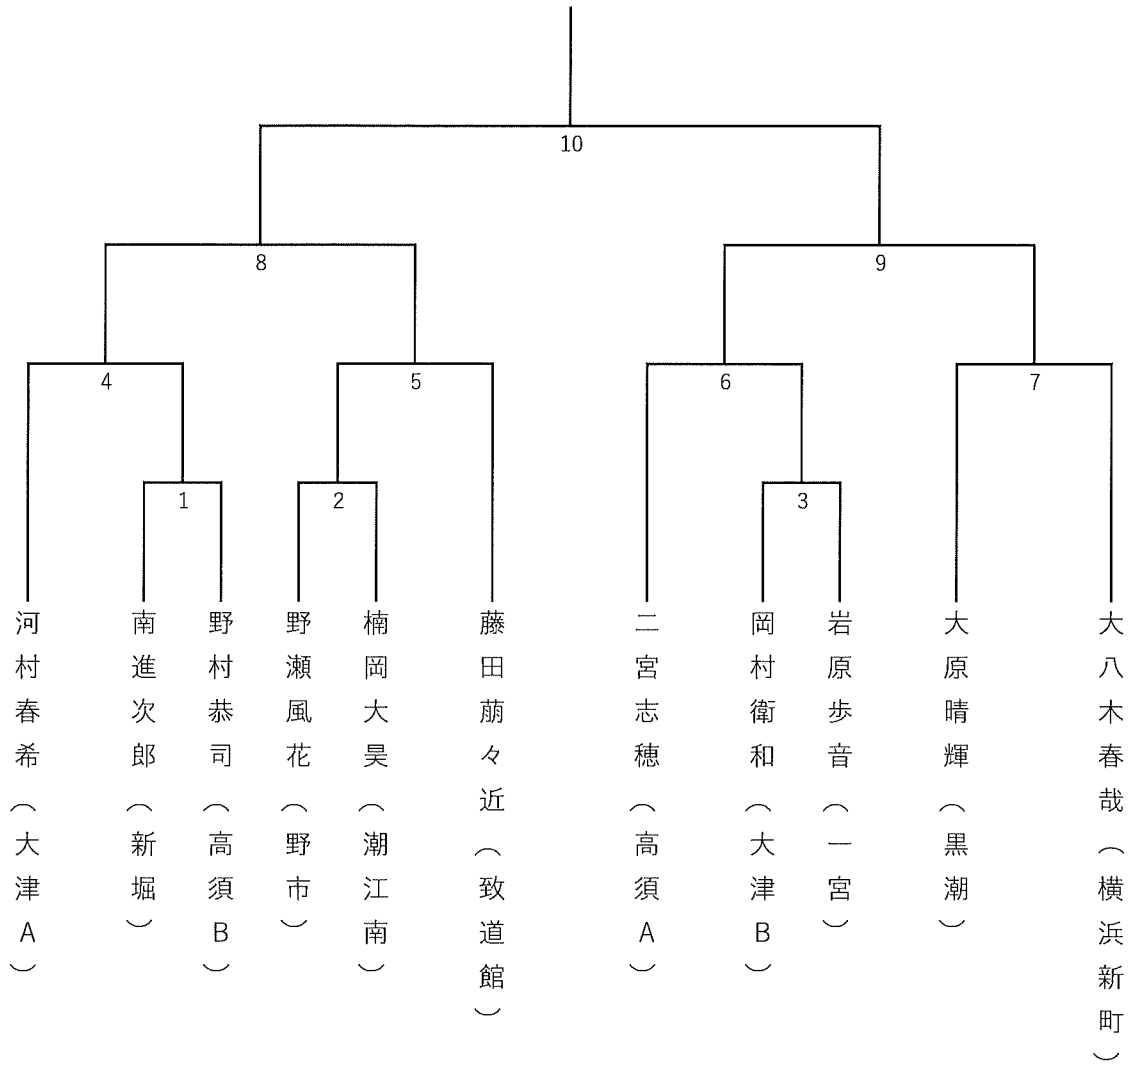 10
8
9
4
5
6
7
1
2
3
河村春希（大津A）
南進次郎（新堀）
野村恭司（高須B）
野瀬風花（野市）
楠岡大昊（潮江南）
藤田萠々近（致道館）
二宮志穂（高須A）
岡村衛和（大津B）
岩原歩音（一宮）
大原晴輝（黒潮）
大八木春哉（横浜新町）